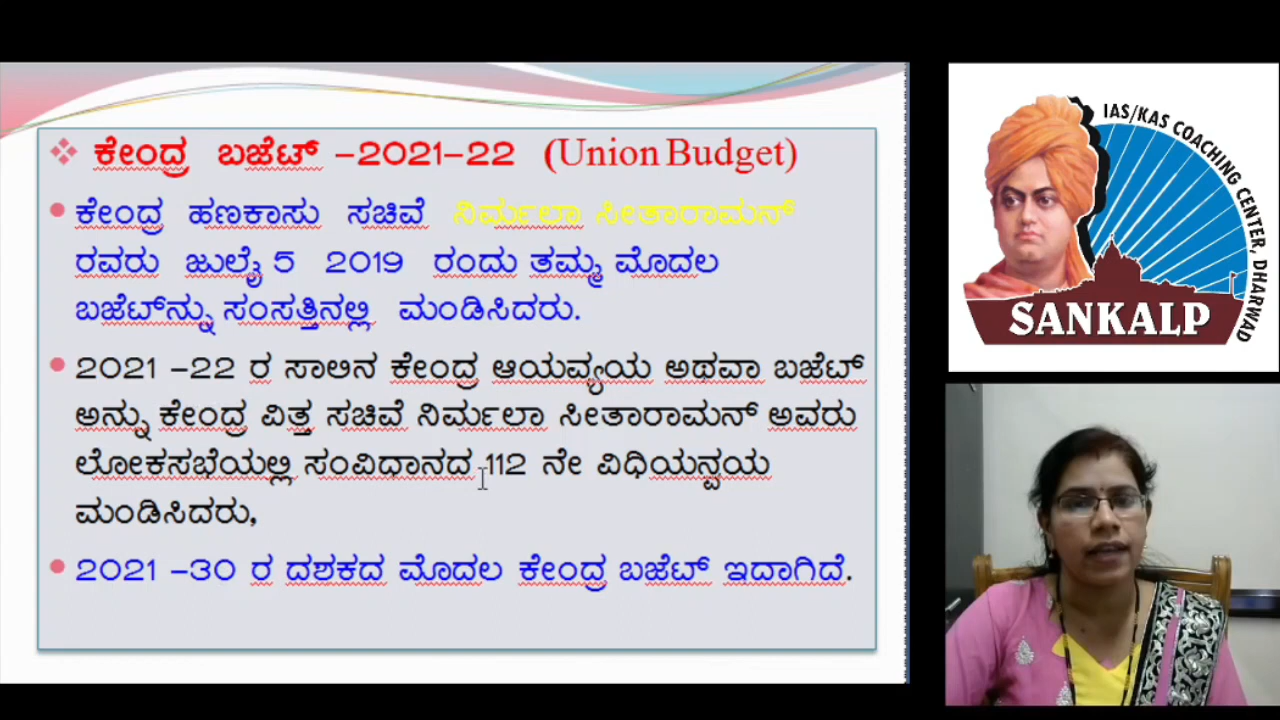 ಕೇಂದ್ರ ಬಜೆಟ್ -2021-22 (Union Budget)
ಕೇಂದ್ರ ಹಣಕಾಸು ಸಚಿವೆ ನಿರ್ಮಲಾ ಸೀತಾರಾಮನ್
ರವರು ಜುಲೈ 5 2019 ರಂದು ತಮ್ಮ ಮೊದಲ
ಬಜೆಟ್‌ನ್ನು ಸಂಸತ್ತಿನಲ್ಲಿ ಮಂಡಿಸಿದರು.
2021 -22 ರ ಸಾಲಿನ ಕೇಂದ್ರ ಆಯವ್ಯಯ ಅಥವಾ ಬಜೆಟ್
ಅನ್ನು ಕೇಂದ್ರ ವಿತ್ತ ಸಚಿವೆ ನಿರ್ಮಲಾ ಸೀತಾರಾಮನ್ ಅವರು
ಲೋಕಸಭೆಯಲ್ಲಿ ಸಂವಿಧಾನದ 112 ನೇ ವಿಧಿಯನ್ವಯ
ಮಂಡಿಸಿದರು,
2021 -30 ರ ದಶಕದ ಮೊದಲ ಕೇಂದ್ರ ಬಜೆಟ್ ಇದಾಗಿದೆ.
IAS/KAS COACHING CENTER, DHARWAD
SANKALP